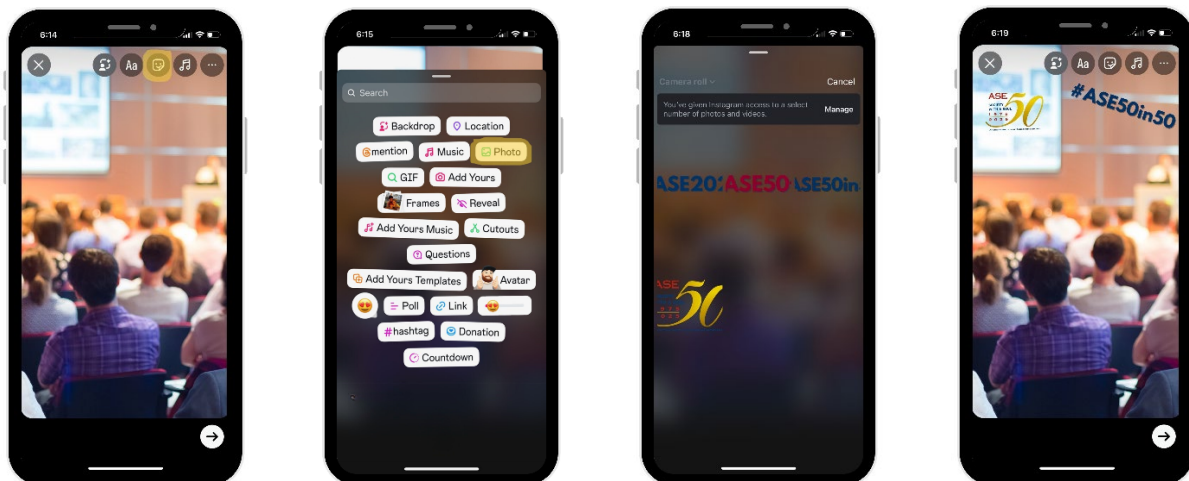 6:14
Aa
6:15
Search
Backdrop
Location
@mention
Music
Photo
GIF
Add Yours
Frames
Reveal
Add Yours Music
Cutouts
Questions
Add Yours Templates
Avatar
Poll
Link
#hashtag
Donation
Countdown
6:18
Camera roll
Cancel
You've given Instagram access to a select
number of photos and videos.
Manage
ASE20
ASE50
ASE50in
ASE
50
6:19
Aa
ASE
50
#ASE50in50